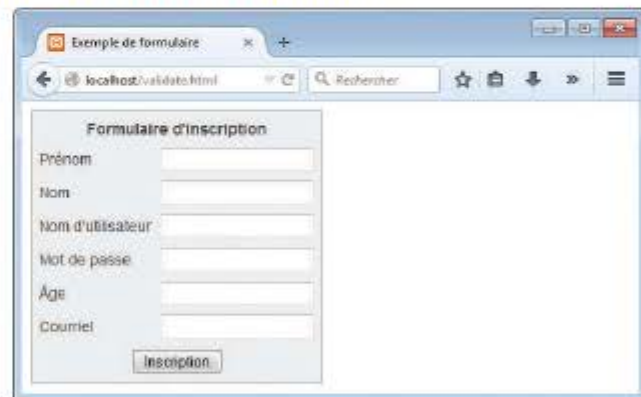 Exemple de formulaire
localhost/validate.html
Rechercher
Formulaire d'inscription
Prénom
Nom
Nom d'utilisateur
Mot de passe
Âge
Courriel
Inscription